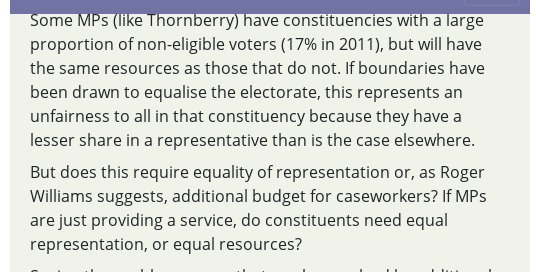 Some MPs (like Thornberry) have constituencies with a large
proportion of non-eligible voters (17% in 2011), but will have
the same resources as those that do not. If boundaries have
been drawn to equalise the electorate, this represents an
unfairness to all in that constituency because they have a
lesser share in a representative than is the case elsewhere.
But does this require equality of representation or, as Roger
Williams suggests, additional budget for caseworkers? If MPs
are just providing a service, do constituents need equal
representation, or equal resources?